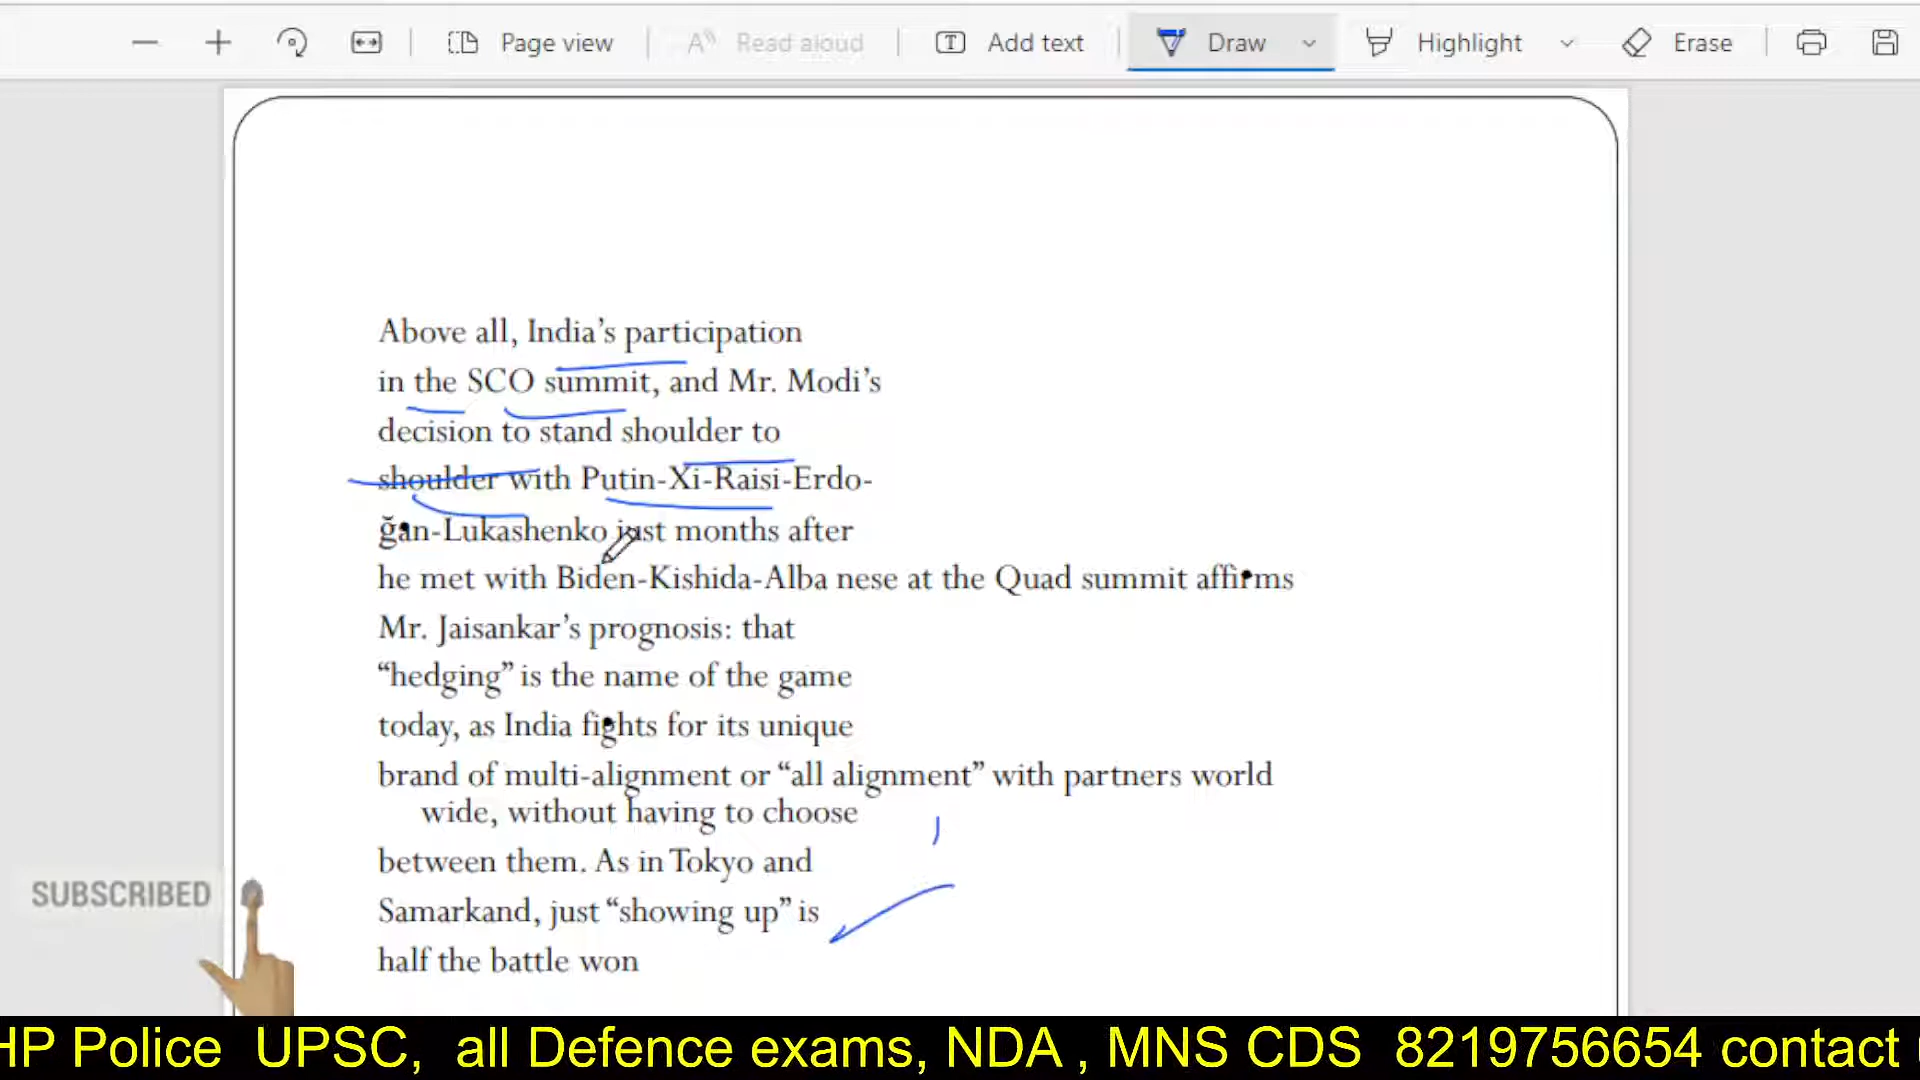 Page view
Read aloud
Add text
Draw
Highlight
Erase
Above all, India’s participation
in the SCO summit, and Mr. Modi’s
decision to stand shoulder to
shoulder with Putin-Xi-Raisi-Erdo-
ğan-Lukashenko just months after
he met with Biden-Kishida-Alba nese at the Quad summit affirms
Mr. Jaisankar’s prognosis: that
“hedging” is the name of the game
today, as India fights for its unique
brand of multi-alignment or “all alignment” with partners world
wide, without having to choose
between them. As in Tokyo and
Samarkand, just “showing up” is
half the battle won
SUBSCRIBED
HP Police UPSC, all Defence exams, NDA , MNS CDS 8219756654 contact